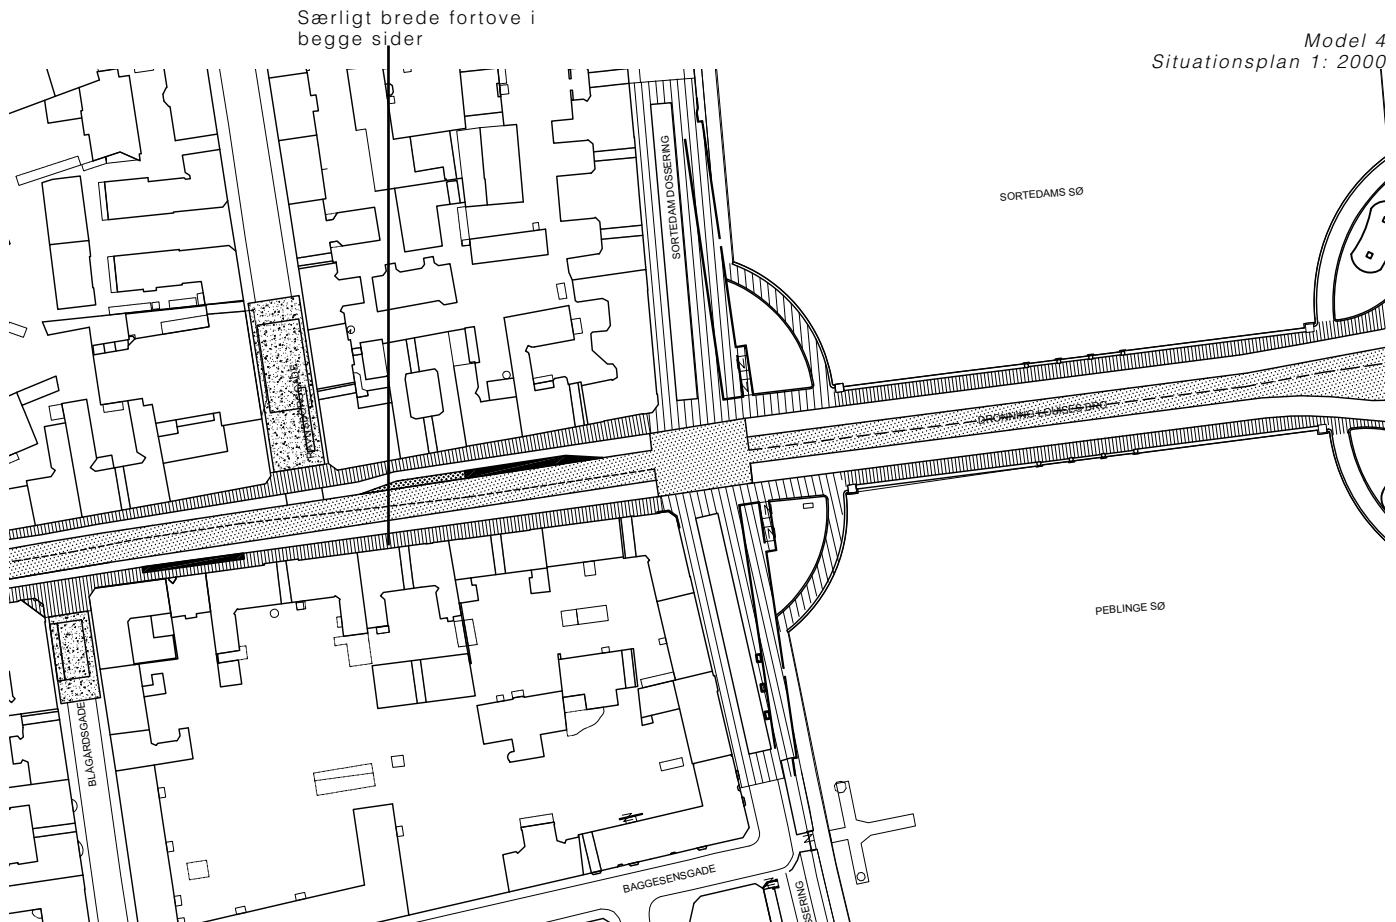 Særligt brede fortove i
begge sider
Model 4
Situationsplan 1: 2000
SORTEDAM DOSSERING
SORTEDAMS SØ
DRONNING LOUISES BRO
PEBLINGE SØ
BLÅGÅRDSGADE
BAGGESENSGADE
SSERING